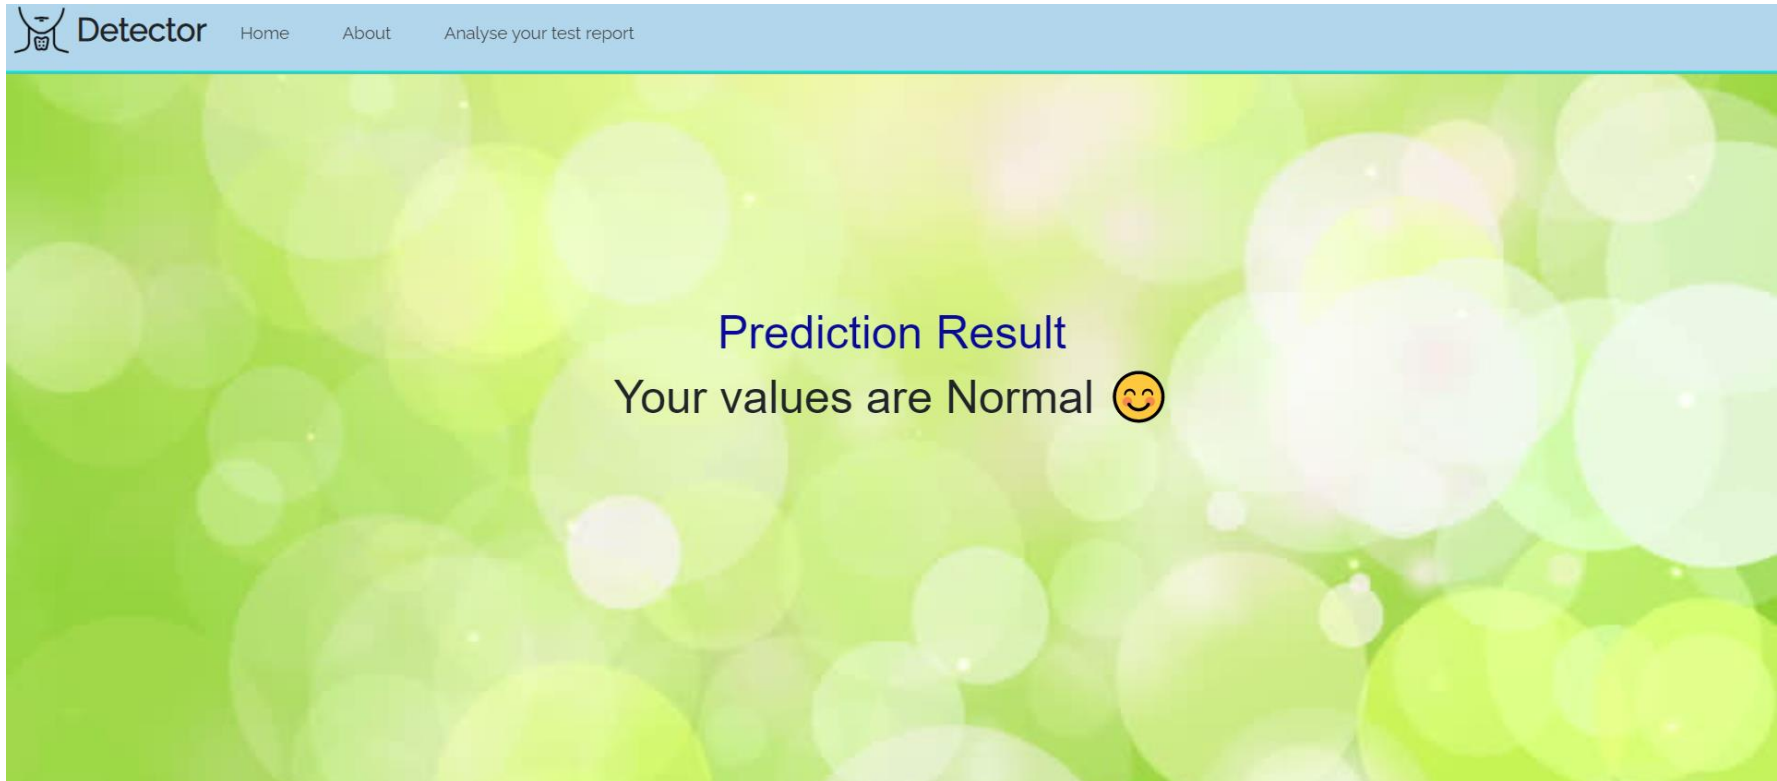 Detector Home About Analyse your test report
Prediction Result
Your values are Normal 😊